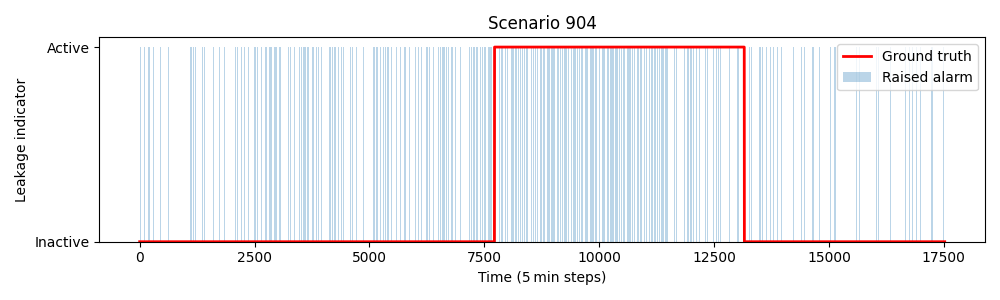 Scenario 904
Active
Inactive
Leakage indicator
Ground truth
Raised alarm
0 2500 5000 7500 10000 12500 15000 17500
Time (5 min steps)